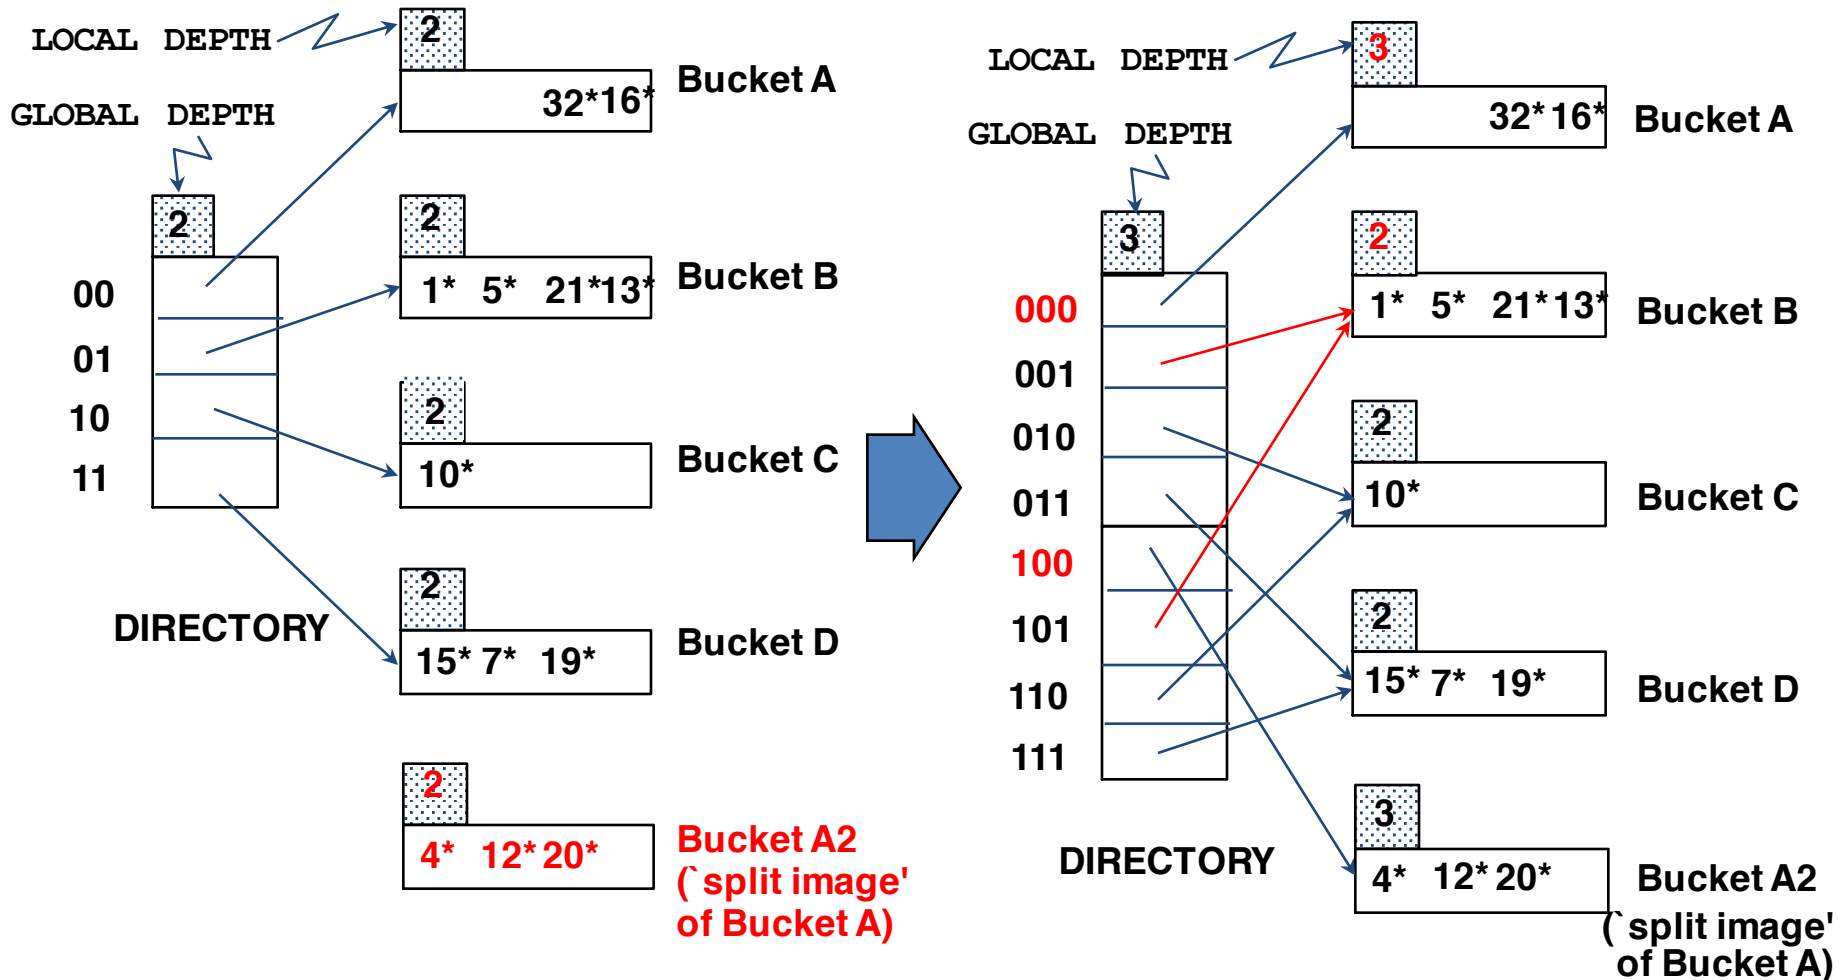 LOCAL DEPTH
2
32* 16*
Bucket A
GLOBAL DEPTH
2
2
1* 5* 21* 13*
Bucket B
00
01
10
11
2
10*
Bucket C
2
15* 7* 19*
Bucket D
DIRECTORY
2
4* 12* 20*
Bucket A2
(`split image'
of Bucket A)
LOCAL DEPTH
3
32* 16*
Bucket A
GLOBAL DEPTH
3
2
1* 5* 21* 13*
Bucket B
000
001
010
011
100
101
110
111
2
10*
Bucket C
2
15* 7* 19*
Bucket D
DIRECTORY
3
4* 12* 20*
Bucket A2
(`split image'
of Bucket A)